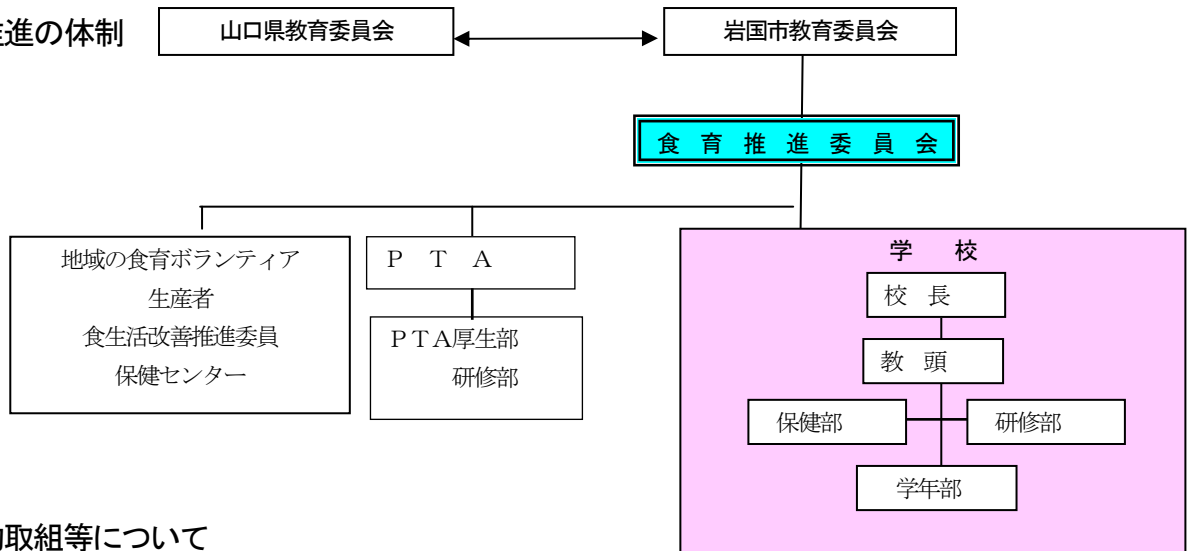 進の体制
山口県教育委員会
岩国市教育委員会
食 育 推 進 委 員 会
地域の食育ボランティア
生産者
食生活改善推進委員
保健センター
Ｐ Ｔ Ａ
ＰＴＡ厚生部
研修部
学 校
校 長
教 頭
保健部
研修部
学年部
取組等について